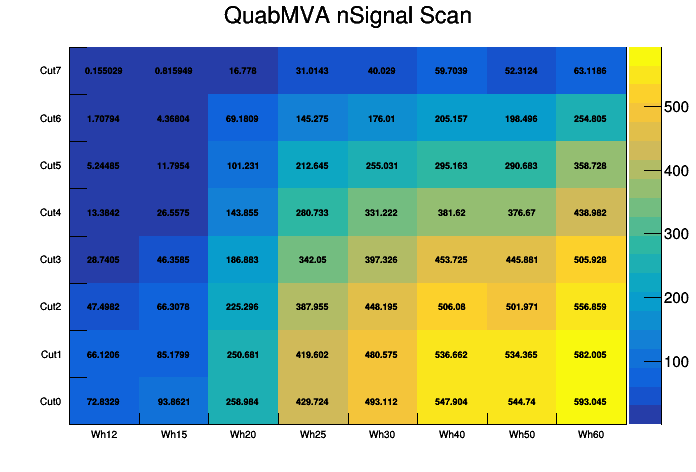 QuabMVA nSignal Scan
Cut7 0.155029 0.815949 16.778 31.0143 40.029 59.7039 52.3124 63.1186
Cut6 1.70794 4.36804 69.1809 145.275 176.01 205.157 198.496 254.805
500
Cut5 5.24485 11.7954 101.231 212.645 255.031 295.163 290.683 358.728
400
Cut4 13.3842 26.5575 143.855 280.733 331.222 381.62 376.67 438.982
300
Cut3 28.7405 46.3585 186.883 342.05 397.326 453.725 445.881 505.928
200
Cut2 47.4982 66.3078 225.296 387.955 448.195 506.08 501.971 556.859
Cut1 66.1206 85.1799 250.681 419.602 480.575 536.662 534.365 582.005
100
Cut0 72.8329 93.8621 258.984 429.724 493.112 547.904 544.74 593.045
Wh12 Wh15 Wh20 Wh25 Wh30 Wh40 Wh50 Wh60